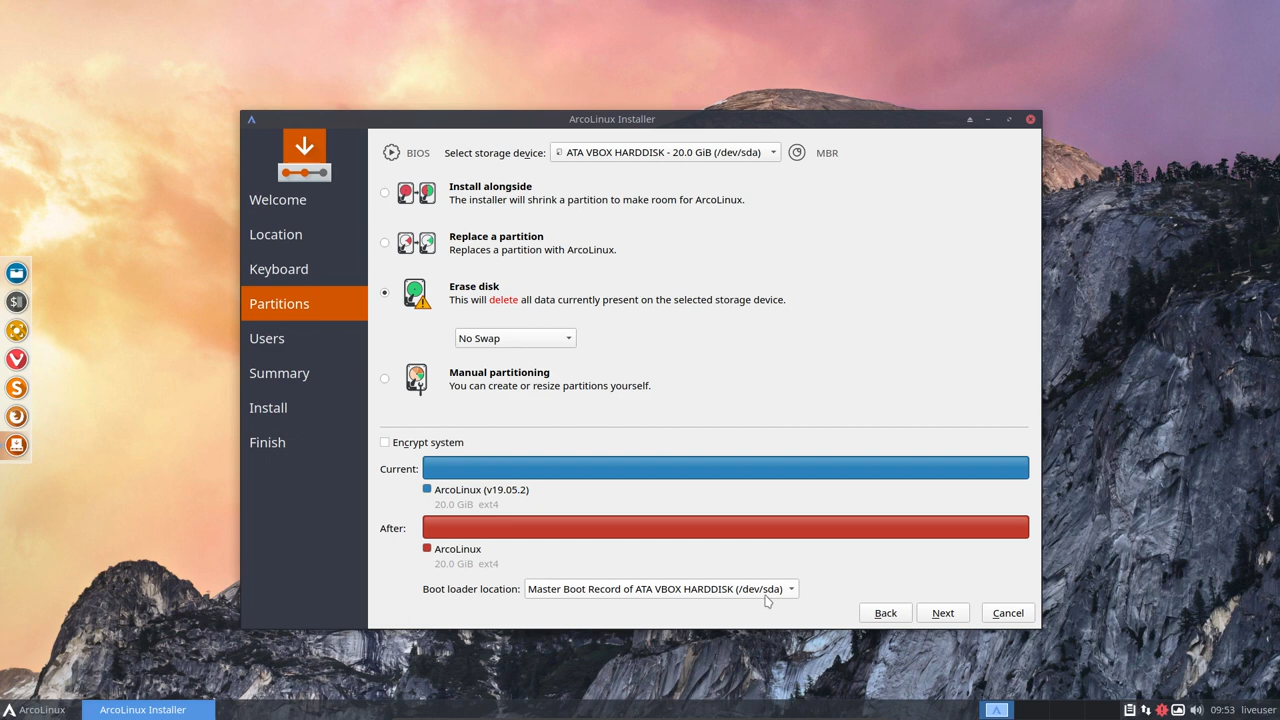 ArcoLinux Installer
BIOS
Select storage device:
ATA VBOX HARDDISK - 20.0 GiB (/dev/sda)
MBR
Welcome
Location
Keyboard
Partitions
Users
Summary
Install
Finish
Install alongside
The installer will shrink a partition to make room for ArcoLinux.
Replace a partition
Replaces a partition with ArcoLinux.
Erase disk
This will delete all data currently present on the selected storage device.
No Swap
Manual partitioning
You can create or resize partitions yourself.
Encrypt system
Current:
ArcoLinux (v19.05.2)
20.0 GiB ext4
After:
ArcoLinux
20.0 GiB ext4
Boot loader location:
Master Boot Record of ATA VBOX HARDDISK (/dev/sda)
Back
Next
Cancel
ArcoLinux
ArcoLinux Installer
09:53
liveuser